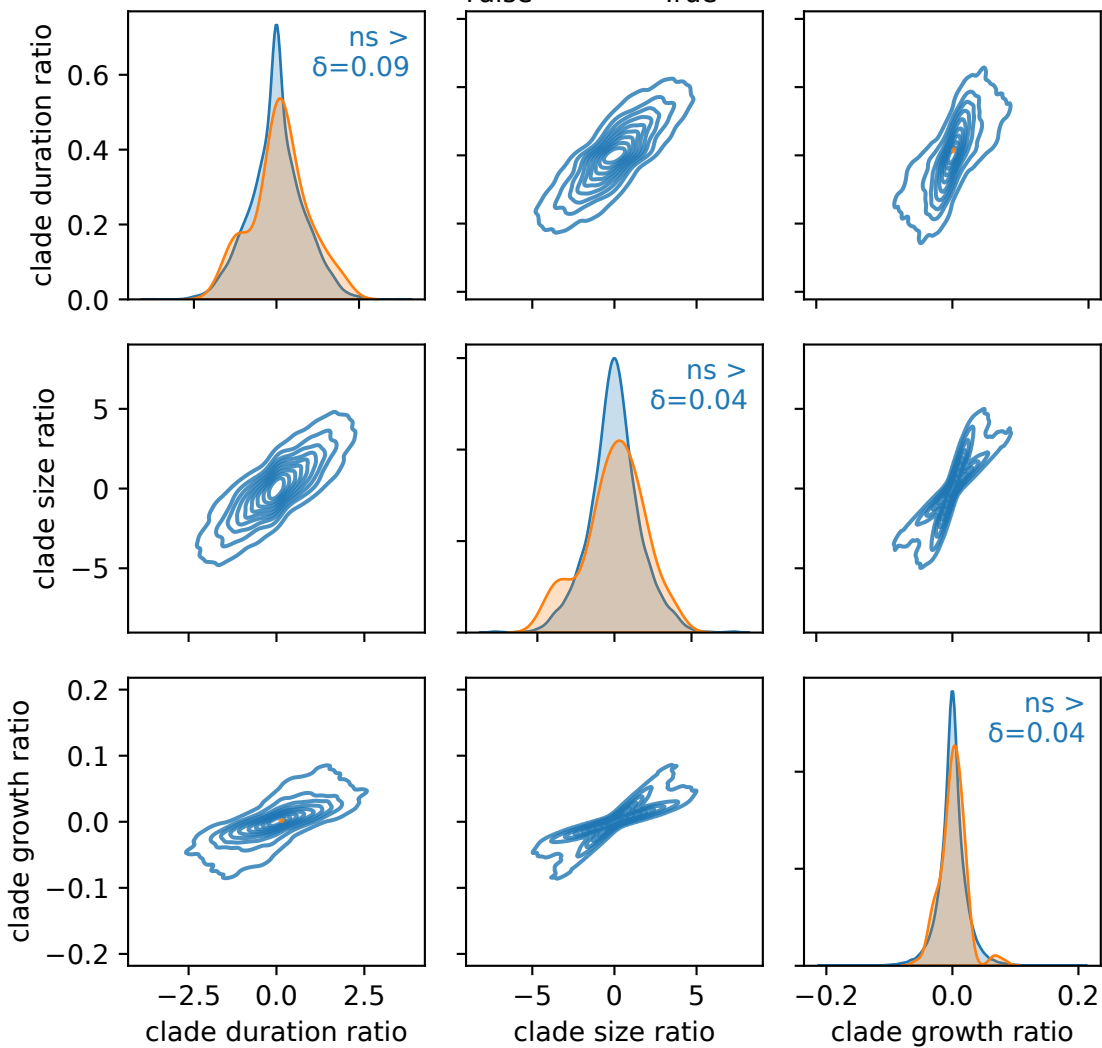 False True
clade duration ratio
0.6
0.4
0.2
0.0
ns >
δ=0.09
clade size ratio
5
0
−5
ns >
δ=0.04
clade growth ratio
0.2
0.1
0.0
−0.1
−0.2
ns >
δ=0.04
−2.5 0.0 2.5
−5 0 5
−0.2 0.0 0.2
clade duration ratio
clade size ratio
clade growth ratio